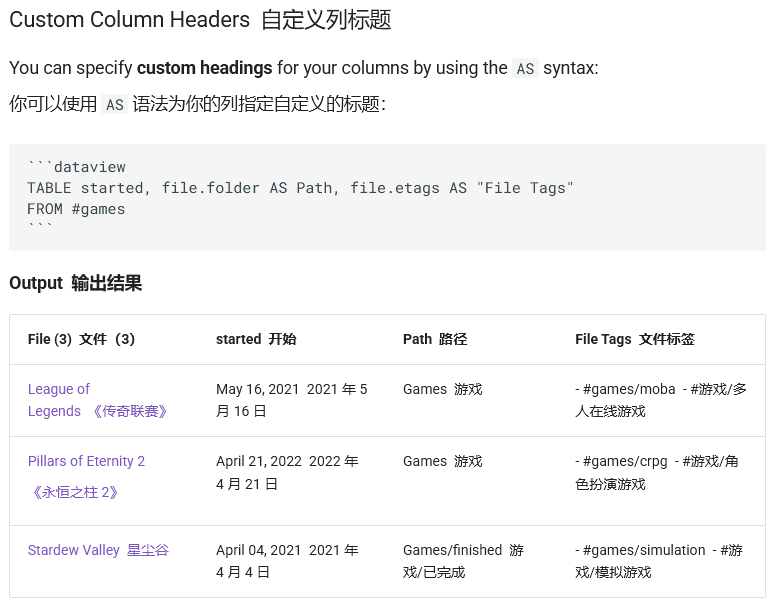 Custom Column Headers 自定义列标题
You can specify custom headings for your columns by using the AS syntax:
你可以使用 AS 语法为你的列指定自定义的标题：
```dataview
TABLE started, file.folder AS Path, file.etags AS "File Tags"
FROM #games
```
Output 输出结果
File (3) 文件（3） started 开始 Path 路径 File Tags 文件标签
League of
Legends 《传奇联赛》
May 16, 2021 2021 年 5
月 16 日
Games 游戏
- #games/moba - #游戏/多
人在线游戏
Pillars of Eternity 2
《永恒之柱 2》
April 21, 2022 2022 年
4 月 21 日
Games 游戏
- #games/crpg - #游戏/角
色扮演游戏
Stardew Valley 星尘谷
April 04, 2021 2021 年
4 月 4 日
Games/finished 游
戏/已完成
- #games/simulation - #游
戏/模拟游戏